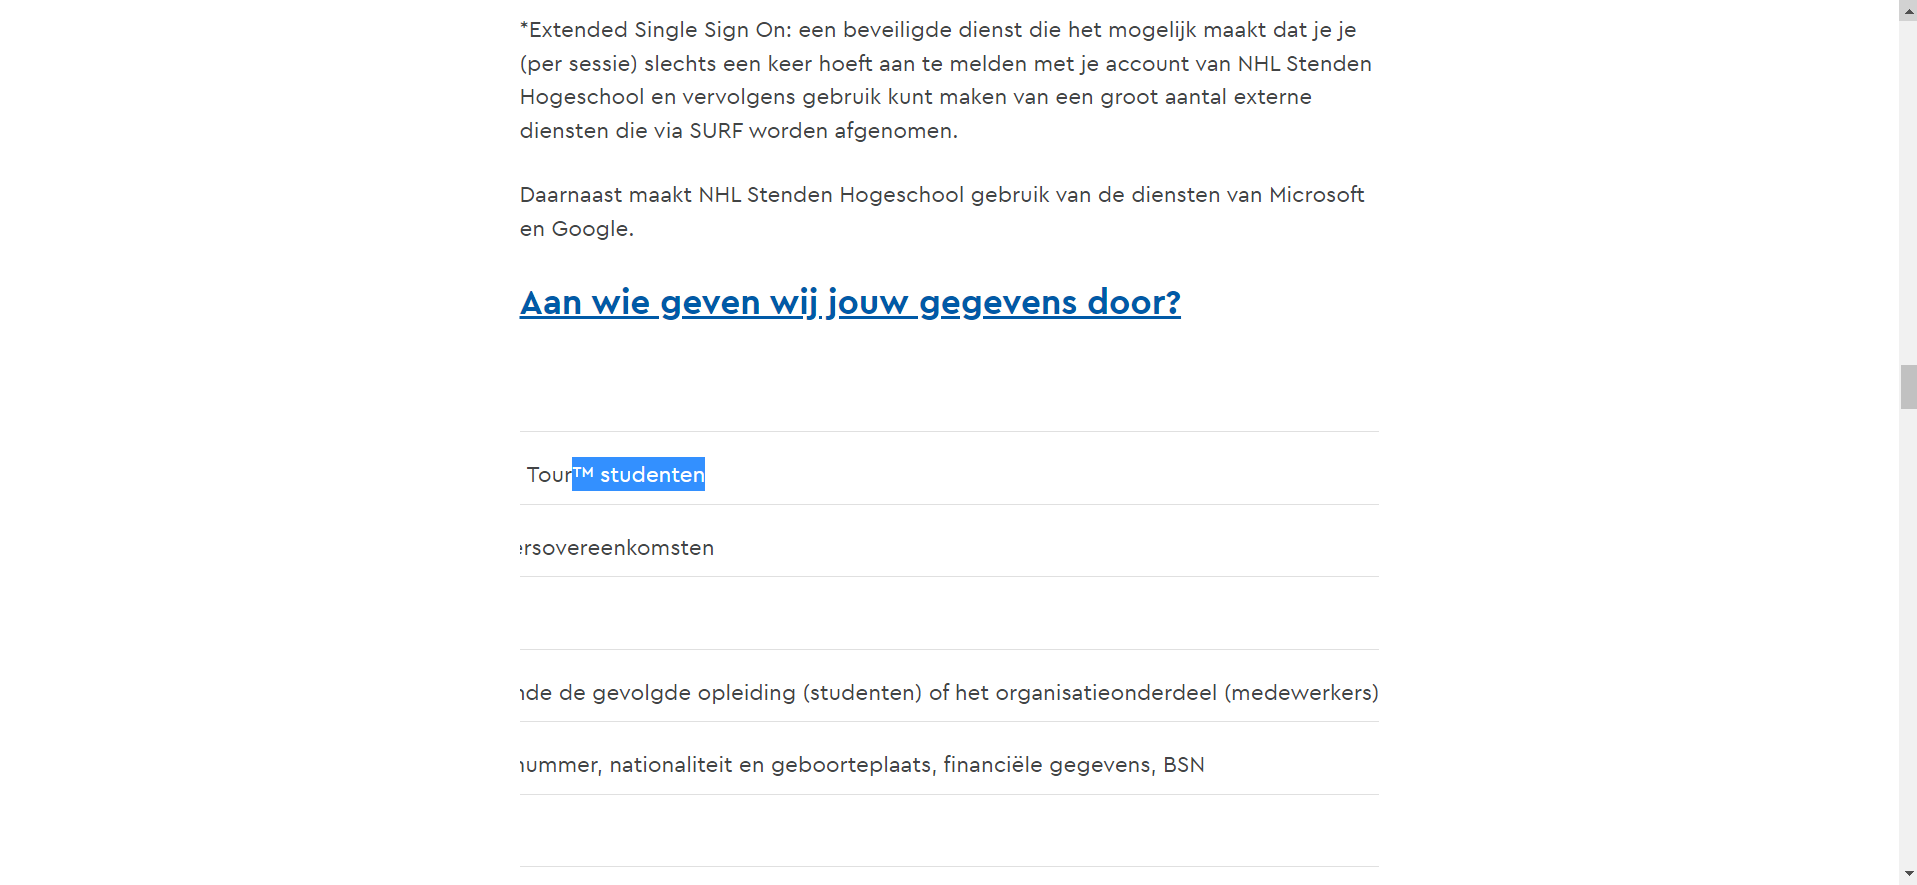 *Extended Single Sign On: een beveiligde dienst die het mogelijk maakt dat je je
(per sessie) slechts een keer hoeft aan te melden met je account van NHL Stenden
Hogeschool en vervolgens gebruik kunt maken van een groot aantal externe
diensten die via SURF worden afgenomen.
Daarnaast maakt NHL Stenden Hogeschool gebruik van de diensten van Microsoft
en Google.
Aan wie geven wij jouw gegevens door?
Tour™ studenten
ersovereenkomsten
nde de gevolgde opleiding (studenten) of het organisatieonderdeel (medewerkers)
nummer, nationaliteit en geboorteplaats, financiële gegevens, BSN